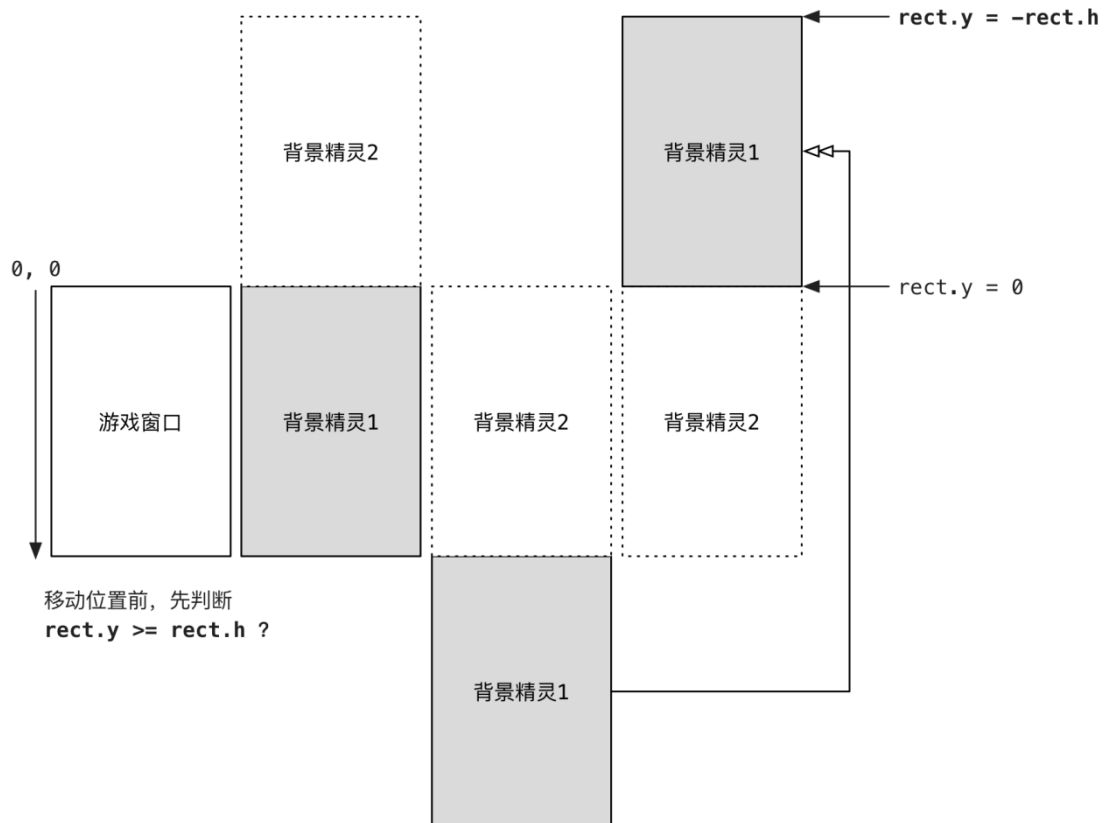 rect.y = -rect.h
背景精灵2
背景精灵1
0, 0
rect.y = 0
游戏窗口
背景精灵1
背景精灵2
背景精灵2
移动位置前，先判断
rect.y >= rect.h ?
背景精灵1